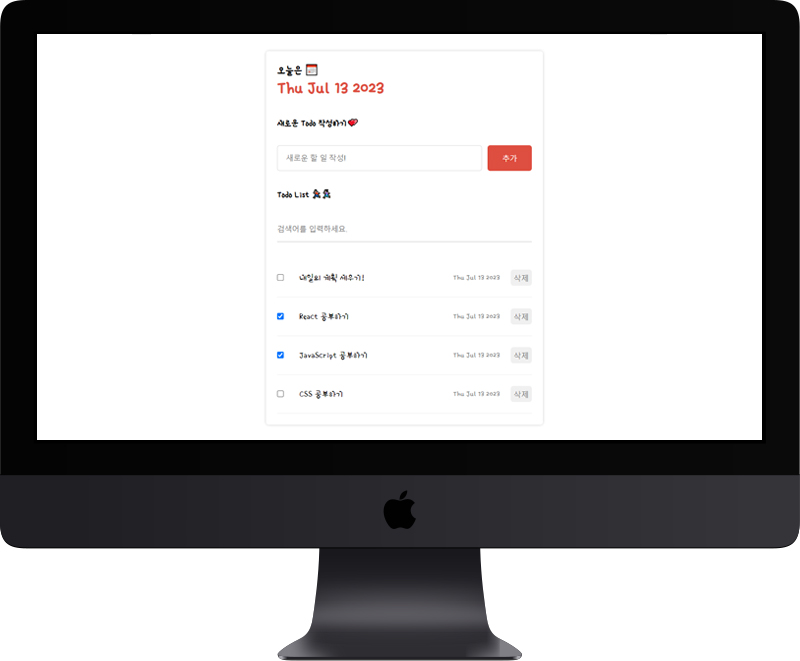 오늘은 📅
Thu Jul 13 2023
새로운 Todo 작성하기💕
새로운 할 일 작성!
추가
Todo List
검색어를 입력하세요.
내일의 계획 세우기!
Thu Jul 13 2023
삭제
React 공부하기
Thu Jul 13 2023
삭제
JavaScript 공부하기
Thu Jul 13 2023
삭제
CSS 공부하기
Thu Jul 13 2023
삭제